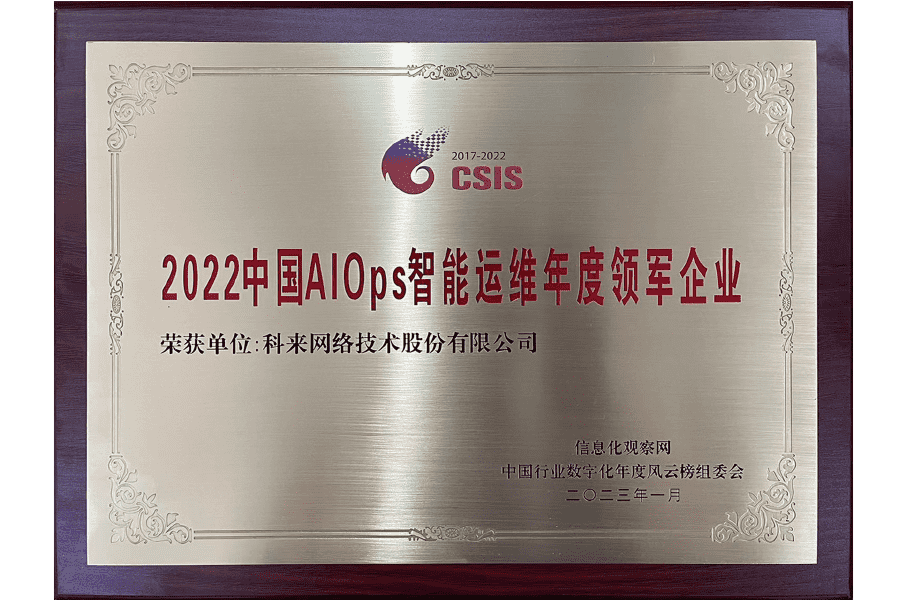 2017-2022
CSIS
2022中国AIOps智能运维年度领军企业
荣获单位:科来网络技术股份有限公司
信息化观察网
中国行业数字化年度风云榜组委会
二〇二三年一月